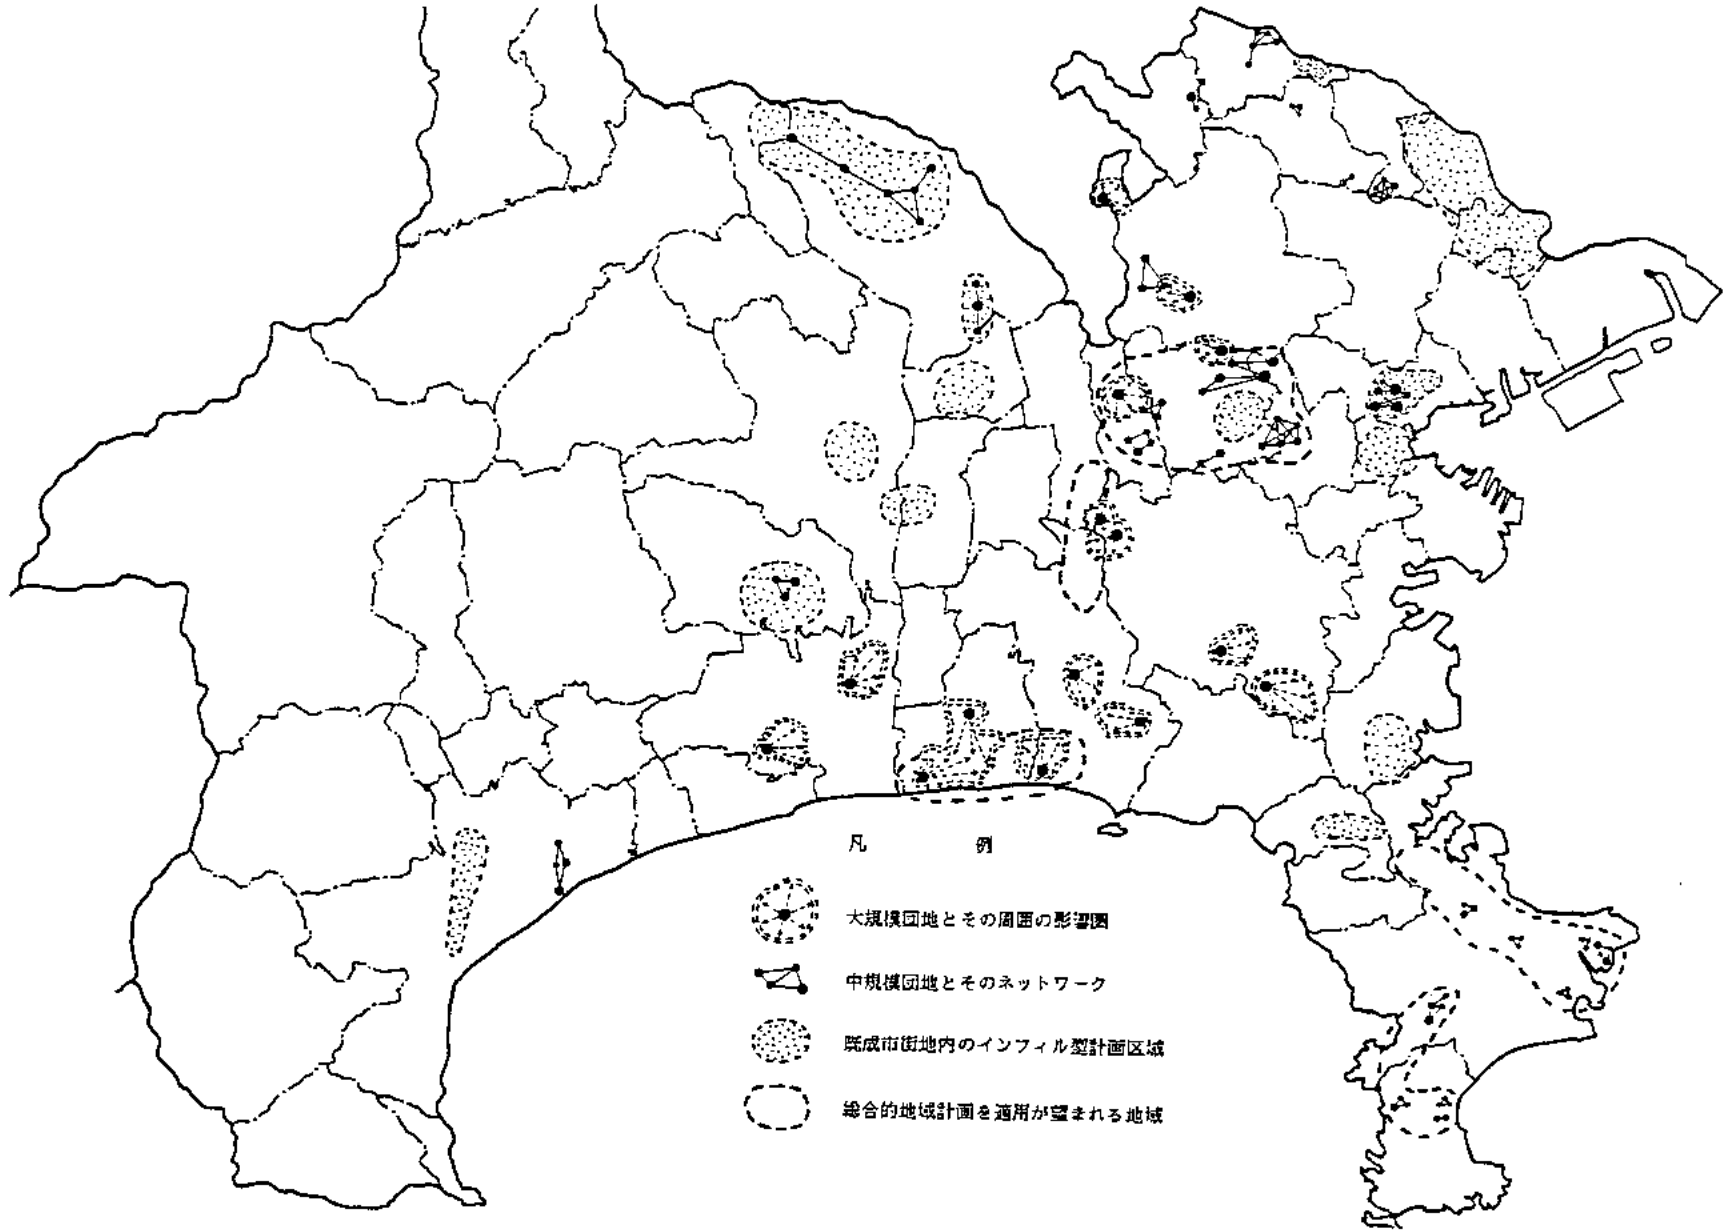 凡 例
大規模団地とその周囲の影響圏
中規模団地とそのネットワーク
既成市街地内のインフィル型計画区域
総合的地域計画を適用が望まれる地域